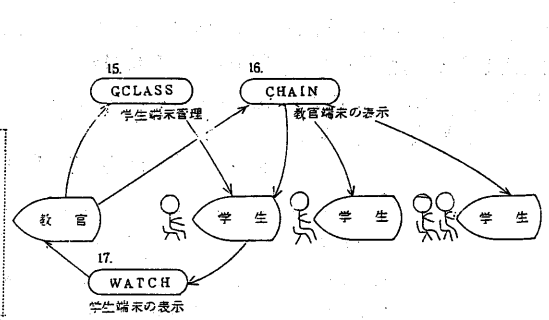 15.
GCLASS
学生端末管理
16.
CHAIN
教官端末の表示
教 官
学 生
学 生
学 生
17.
WATCH
学生端末の表示